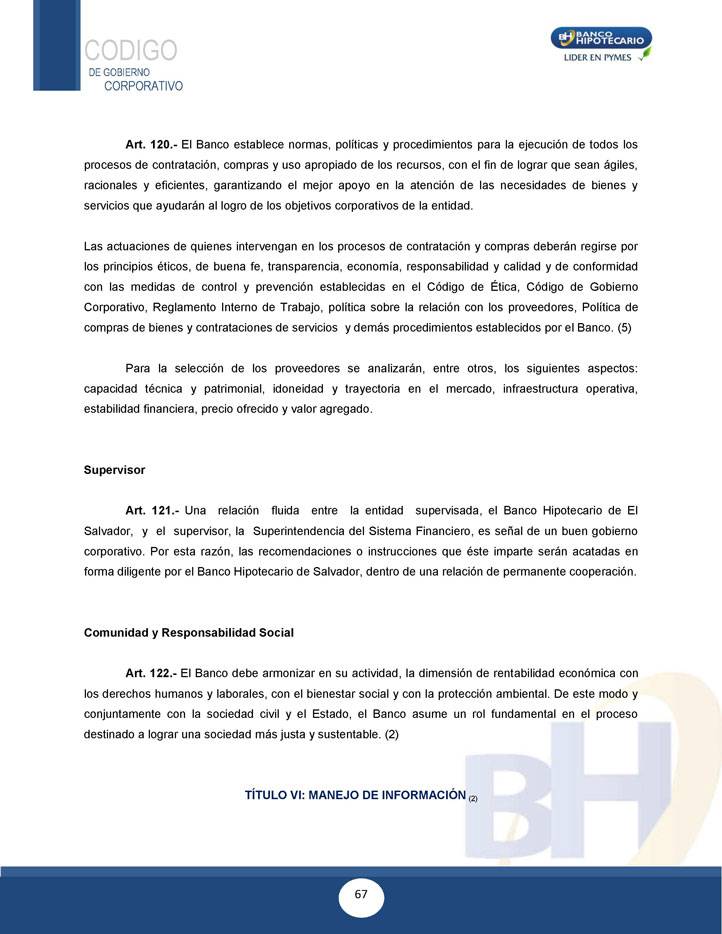 CODIGO
DE GOBIERNO
CORPORATIVO
BH BANCO
HIPOTECARIO
LIDER EN PYMES
Art. 120.- El Banco establece normas, políticas y procedimientos para la ejecución de todos los
procesos de contratación, compras y uso apropiado de los recursos, con el fin de lograr que sean ágiles,
racionales y eficientes, garantizando el mejor apoyo en la atención de las necesidades de bienes y
servicios que ayudarán al logro de los objetivos corporativos de la entidad.
Las actuaciones de quienes intervengan en los procesos de contratación y compras deberán regirse por
los principios éticos, de buena fe, transparencia, economía, responsabilidad y calidad y de conformidad
con las medidas de control y prevención establecidas en el Código de Ética, Código de Gobierno
Corporativo, Reglamento Interno de Trabajo, política sobre la relación con los proveedores, Política de
compras de bienes y contrataciones de servicios y demás procedimientos establecidos por el Banco. (5)
Para la selección de los proveedores se analizarán, entre otros, los siguientes aspectos:
capacidad técnica y patrimonial, idoneidad y trayectoria en el mercado, infraestructura operativa,
estabilidad financiera, precio ofrecido y valor agregado.
Supervisor
Art. 121.- Una relación fluida entre la entidad supervisada, el Banco Hipotecario de El
Salvador, y el supervisor, la Superintendencia del Sistema Financiero, es señal de un buen gobierno
corporativo. Por esta razón, las recomendaciones o instrucciones que éste imparte serán acatadas en
forma diligente por el Banco Hipotecario de Salvador, dentro de una relación de permanente cooperación.
Comunidad y Responsabilidad Social
Art. 122.- El Banco debe armonizar en su actividad, la dimensión de rentabilidad económica con
los derechos humanos y laborales, con el bienestar social y con la protección ambiental. De este modo y
conjuntamente con la sociedad civil y el Estado, el Banco asume un rol fundamental en el proceso
destinado a lograr una sociedad más justa y sustentable. (2)
TÍTULO VI: MANEJO DE INFORMACIÓN (2)
BH
67